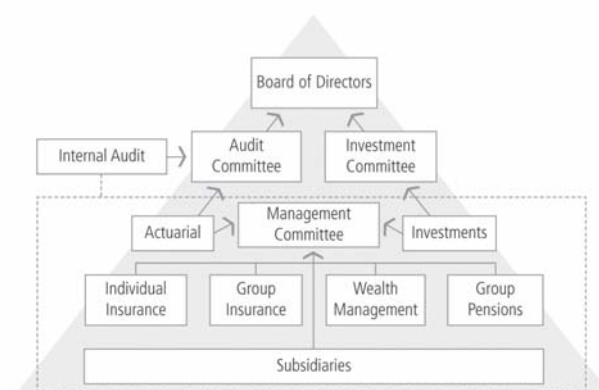 Board of Directors
Internal Audit
Audit
Committee
Investment
Committee
Actuarial
Management
Committee
Investments
Individual
Insurance
Group
Insurance
Wealth
Management
Group
Pensions
Subsidiaries